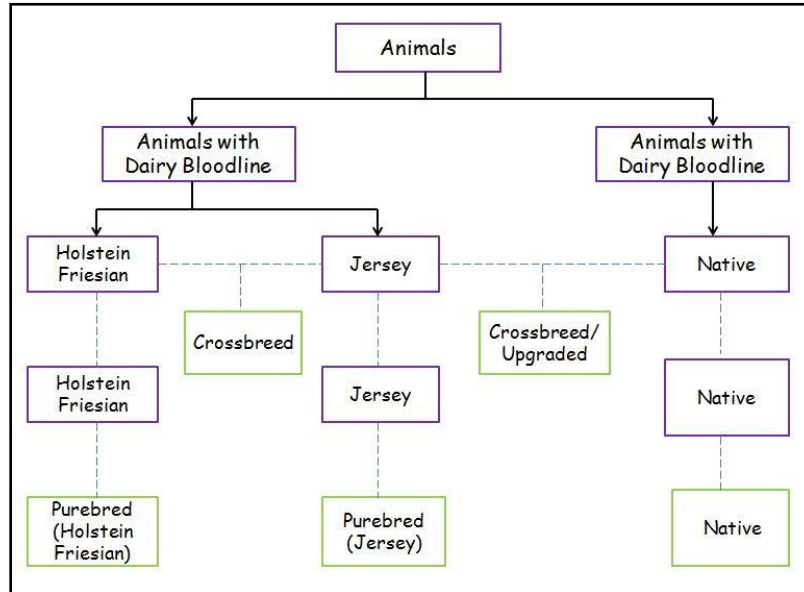 Animals
Animals with
Dairy Bloodline
Animals with
Dairy Bloodline
Holstein
Friesian
Jersey
Native
Crossbreed
Crossbreed/
Upgraded
Holstein
Friesian
Jersey
Native
Purebred
(Holstein
Friesian)
Purebred
(Jersey)
Native